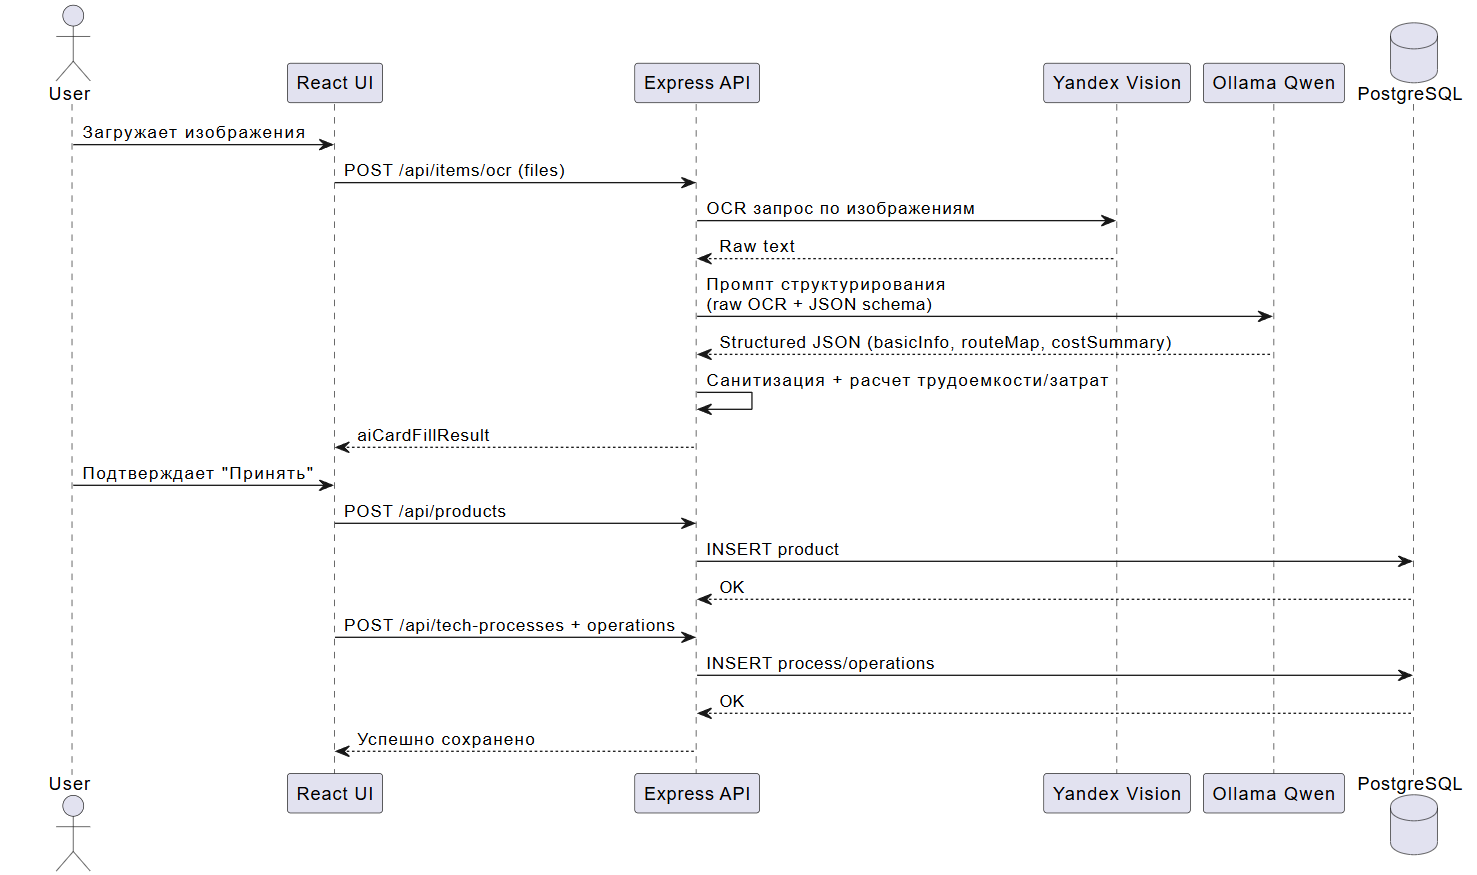 User
React UI
Express API
Yandex Vision
Ollama Qwen
PostgreSQL
Загружает изображения
POST /api/items/ocr (files)
OCR запрос по изображениям
Raw text
Промпт структурирования
(raw OCR + JSON schema)
Structured JSON (basicInfo, routeMap, costSummary)
Санитизация + расчет трудоемкости/затрат
aiCardFillResult
Подтверждает "Принять"
POST /api/products
INSERT product
OK
POST /api/tech-processes + operations
INSERT process/operations
OK
Успешно сохранено
User
React UI
Express API
Yandex Vision
Ollama Qwen
PostgreSQL